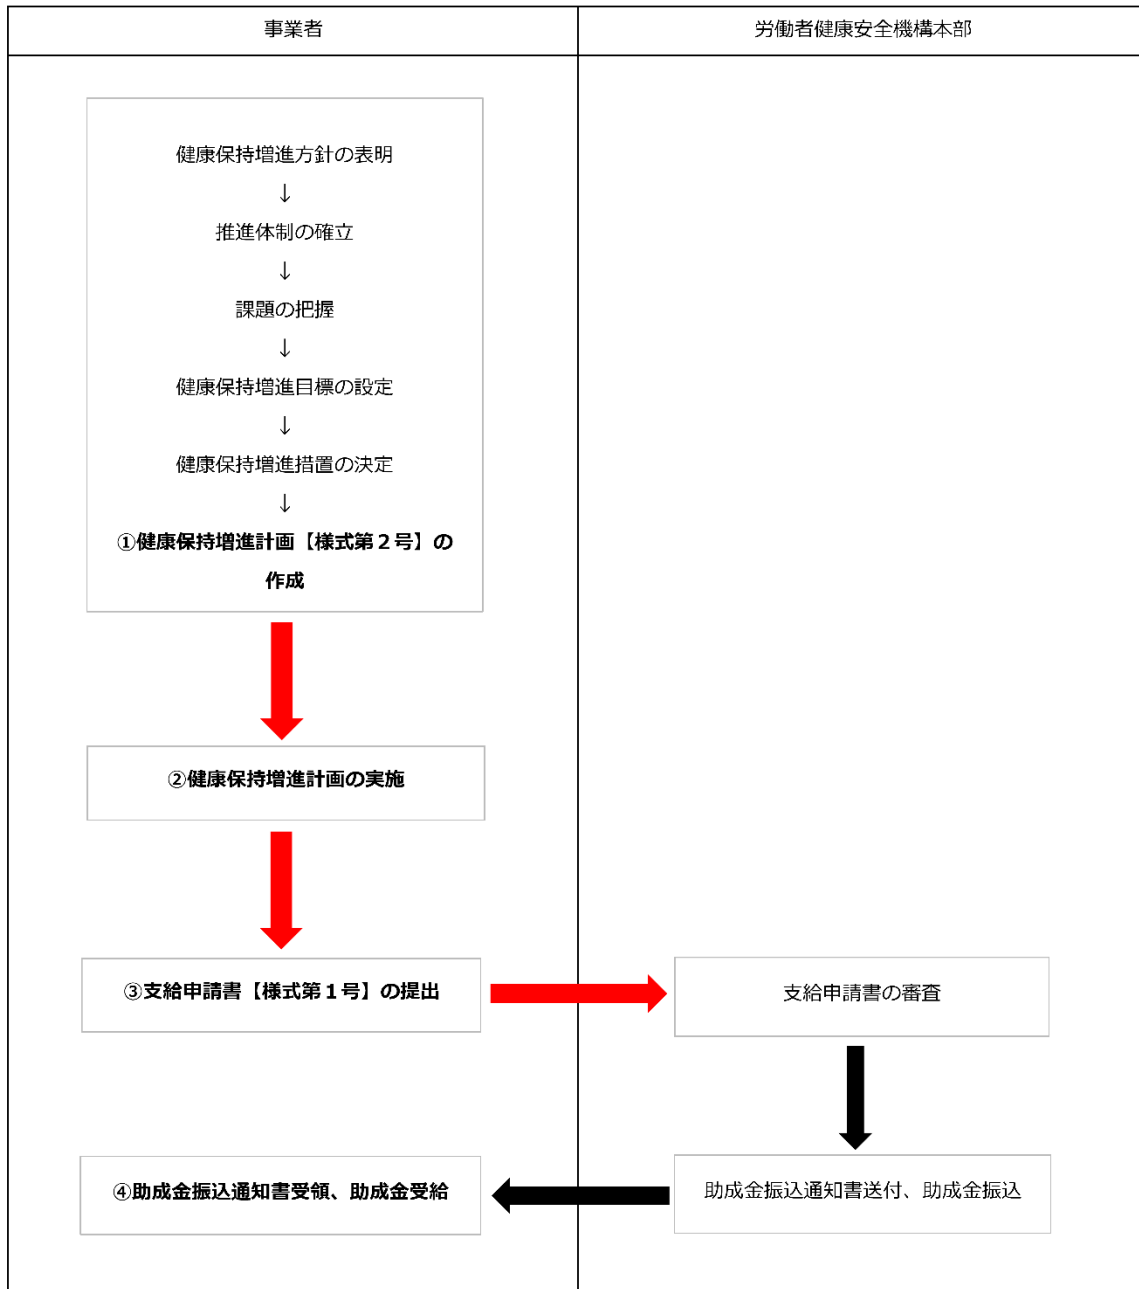 事業者
労働者健康安全機構本部
健康保持増進方針の表明
↓
推進体制の確立
↓
課題の把握
↓
健康保持増進目標の設定
↓
健康保持増進措置の決定
↓
①健康保持増進計画【様式第２号】の
作成
②健康保持増進計画の実施
③支給申請書【様式第１号】の提出
支給申請書の審査
④助成金振込通知書受領、助成金受給
助成金振込通知書送付、助成金振込